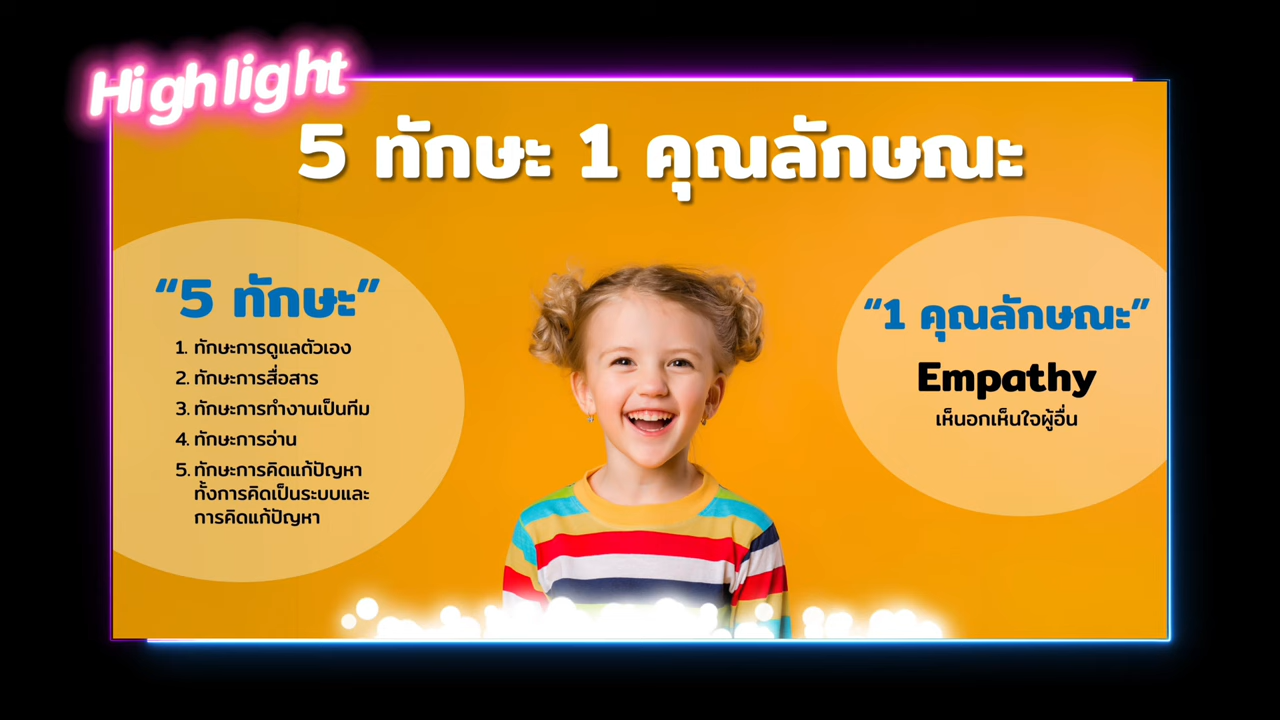 Highlight
5 ทักษะ 1 คุณลักษณะ
“5 ทักษะ”
1. ทักษะการดูแลตัวเอง
2. ทักษะการสื่อสาร
3. ทักษะการทำงานเป็นทีม
4. ทักษะการอ่าน
5. ทักษะการคิดแก้ปัญหา
ทั้งการคิดเป็นระบบและ
การคิดแก้ปัญหา
“1 คุณลักษณะ”
Empathy
เห็นอกเห็นใจผู้อื่น